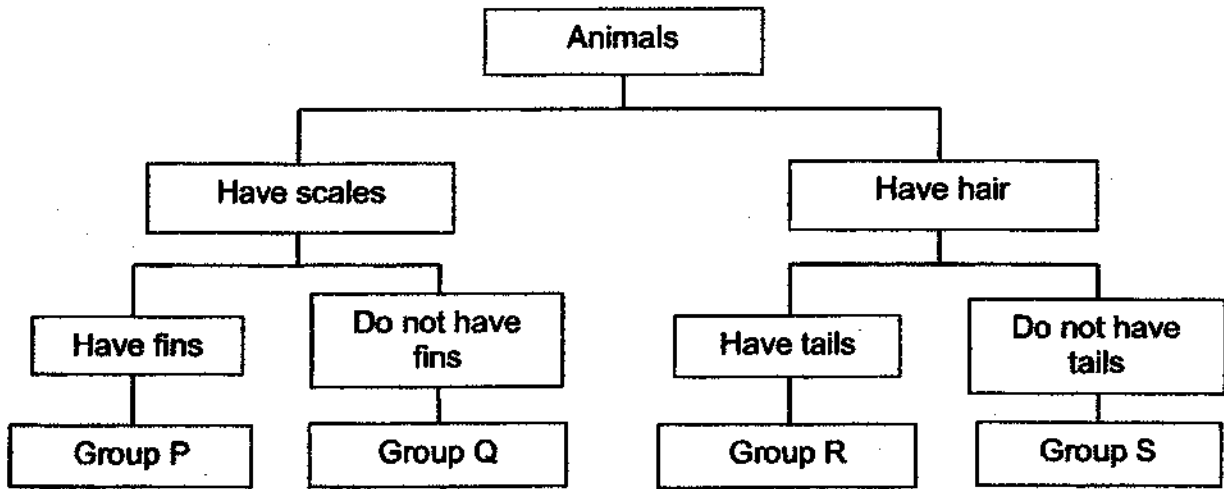 Animals
Have scales
Have hair
Have fins
Do not have
fins
Have tails
Do not have
tails
Group P
Group Q
Group R
Group S